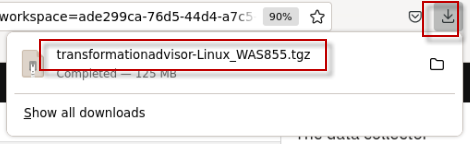 workspace=ade299ca-76d5-44d4-a7c5
90%
transformationadvisor-Linux_WAS855.tgz
Completed — 125 MB
Show all downloads
The data collector